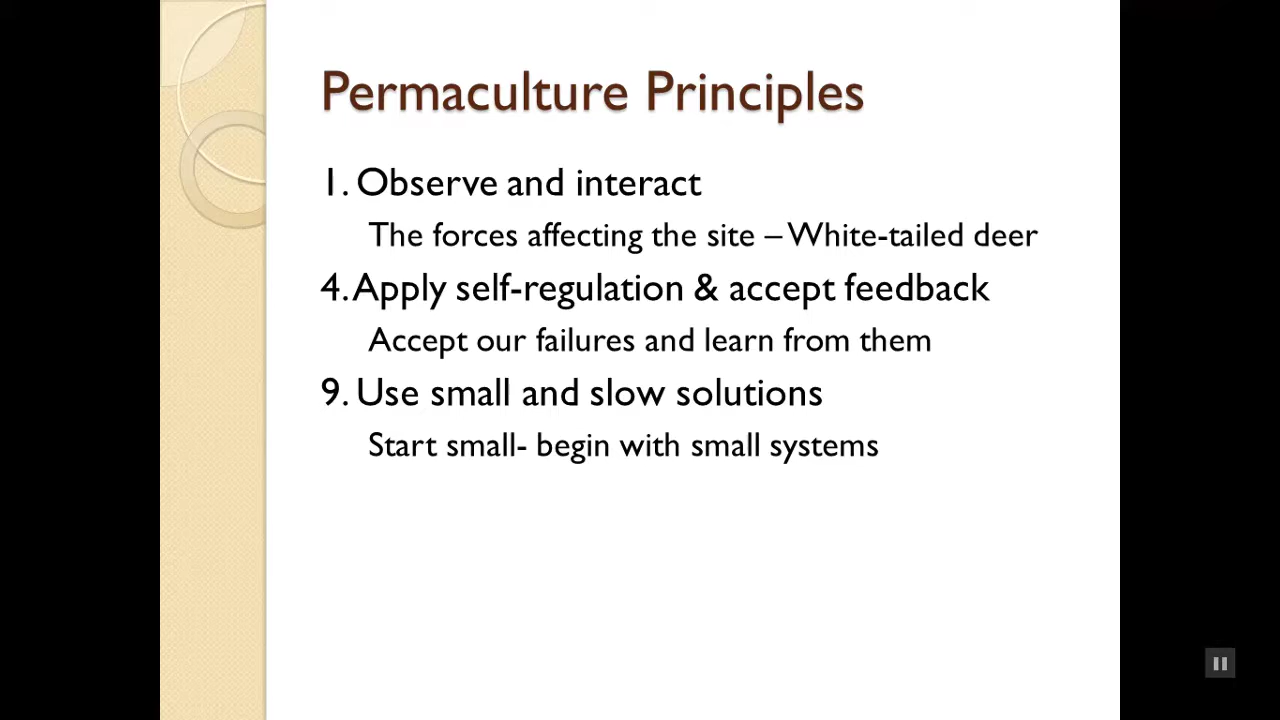 Permaculture Principles
1. Observe and interact
The forces affecting the site – White-tailed deer
4. Apply self-regulation & accept feedback
Accept our failures and learn from them
9. Use small and slow solutions
Start small- begin with small systems